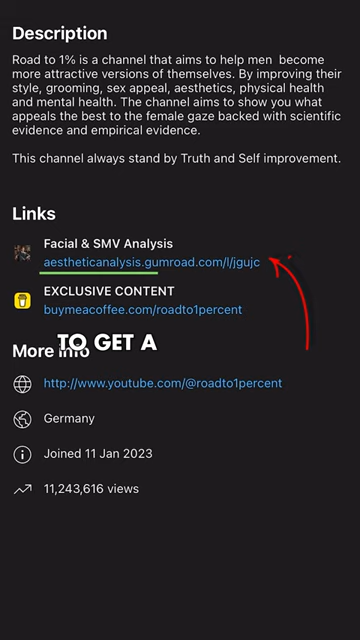 Description
Road to 1% is a channel that aims to help men become
more attractive versions of themselves. By improving their
style, grooming, sex appeal, aesthetics, physical health
and mental health. The channel aims to show you what
appeals the best to the female gaze backed with scientific
evidence and empirical evidence.
This channel always stand by Truth and Self improvement.
Links
Facial & SMV Analysis
aestheticanalysis.gumroad.com/l/jgujc
EXCLUSIVE CONTENT
buymeacoffee.com/roadto1percent
TO GET A
More info
http://www.youtube.com/@roadto1percent
Germany
Joined 11 Jan 2023
11,243,616 views